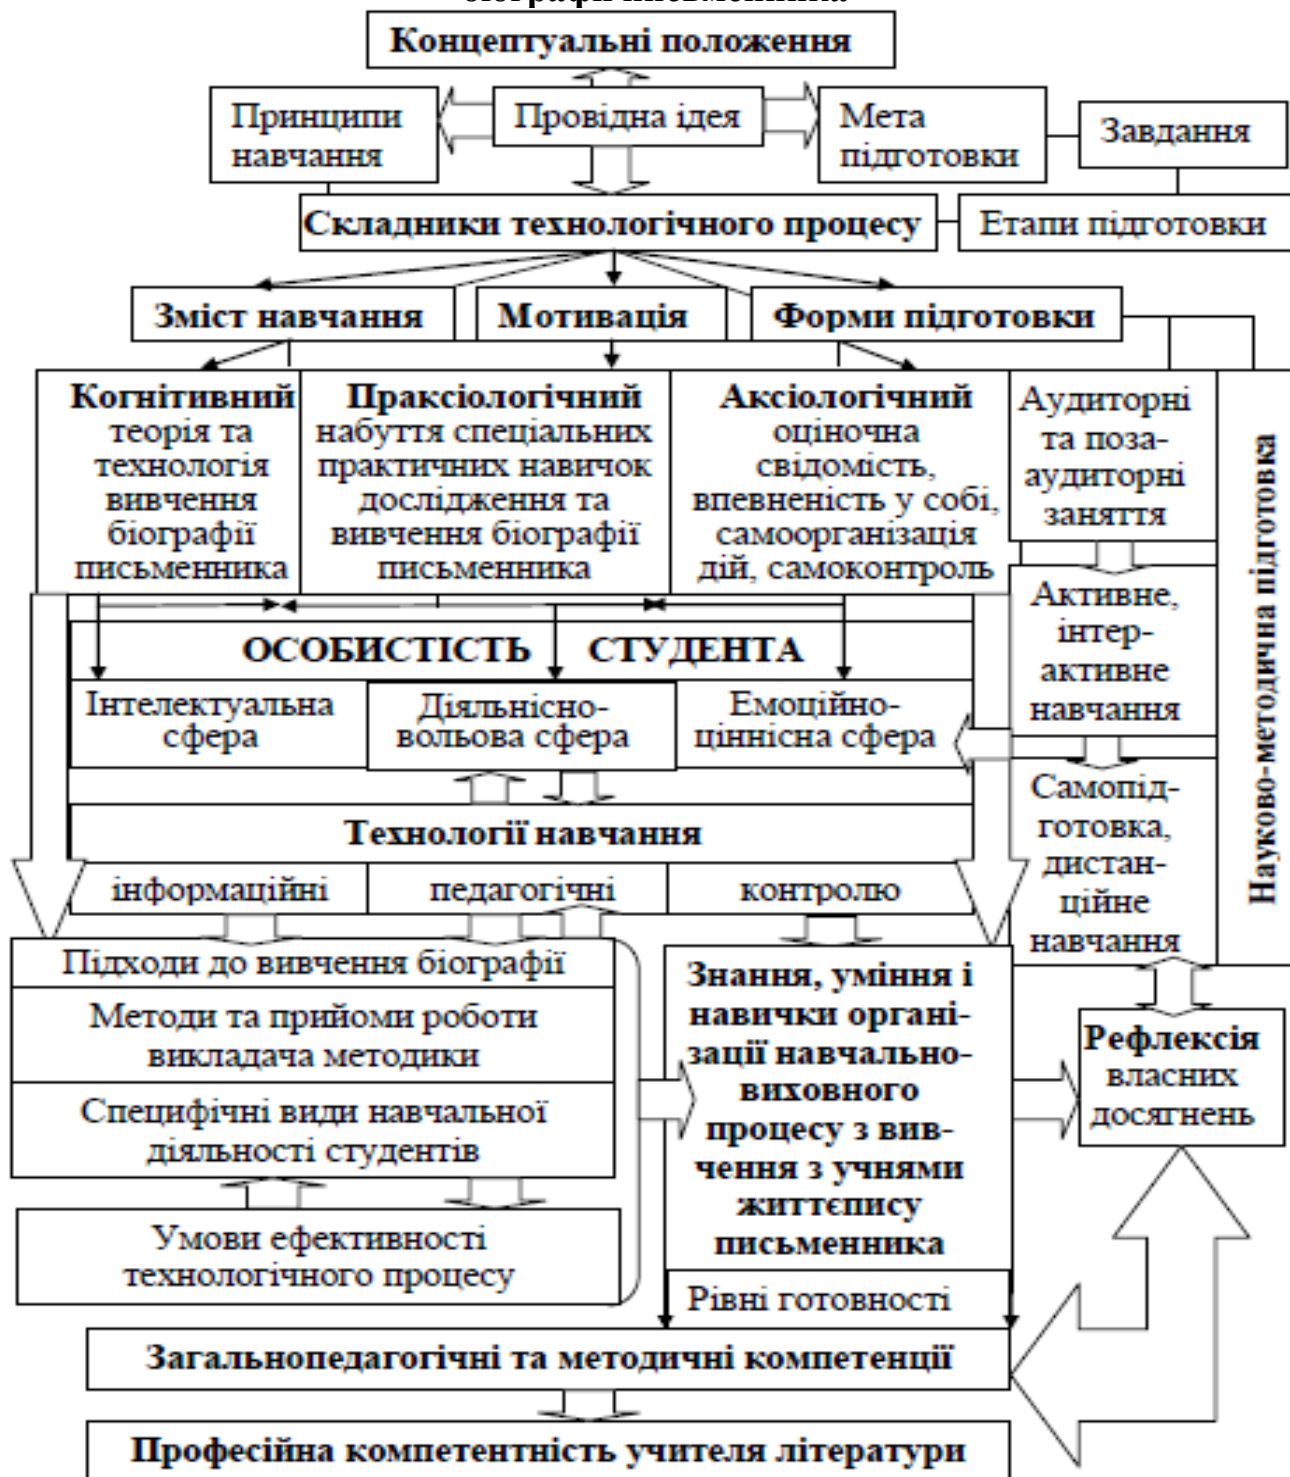 біографії письменника
Концептуальні положення
Принципи
навчання
Провідна ідея
Мета
підготовки
Завдання
Складники технологічного процесу
Етапи підготовки
Зміст навчання
Мотивація
Форми підготовки
Когнітивний
теорія та
технологія
вивчення
біографії
письменника
Праксіологічний
набуття спеціальних
практичних навичок
дослідження та
вивчення біографії
письменника
Аксіологічний
оціночна
свідомість,
впевненість у собі,
самоорганізація
дій, самоконтроль
Аудиторні
та поза-
аудиторні
заняття
Активне,
інтер-
активне
навчання
Самопід-
готовка,
дистан-
ційне
навчання
Науково-методична підготовка
ОСОБИСТІСТЬ СТУДЕНТА
Інтелектуальна
сфера
Діяльнісно-
вольова сфера
Емоційно-
ціннісна сфера
Технології навчання
інформаційні
педагогічні
контролю
Підходи до вивчення біографії
Методи та прийоми роботи
викладача методики
Специфічні види навчальної
діяльності студентів
Умови ефективності
технологічного процесу
Знання, уміння і
навички органі-
зації навчально-
виховного
процесу з вив-
чення з учнями
життєпису
письменника
Рівні готовності
Рефлексія
власних
досягнень
Загальнопедагогічні та методичні компетенції
Професійна компетентність учителя літератури